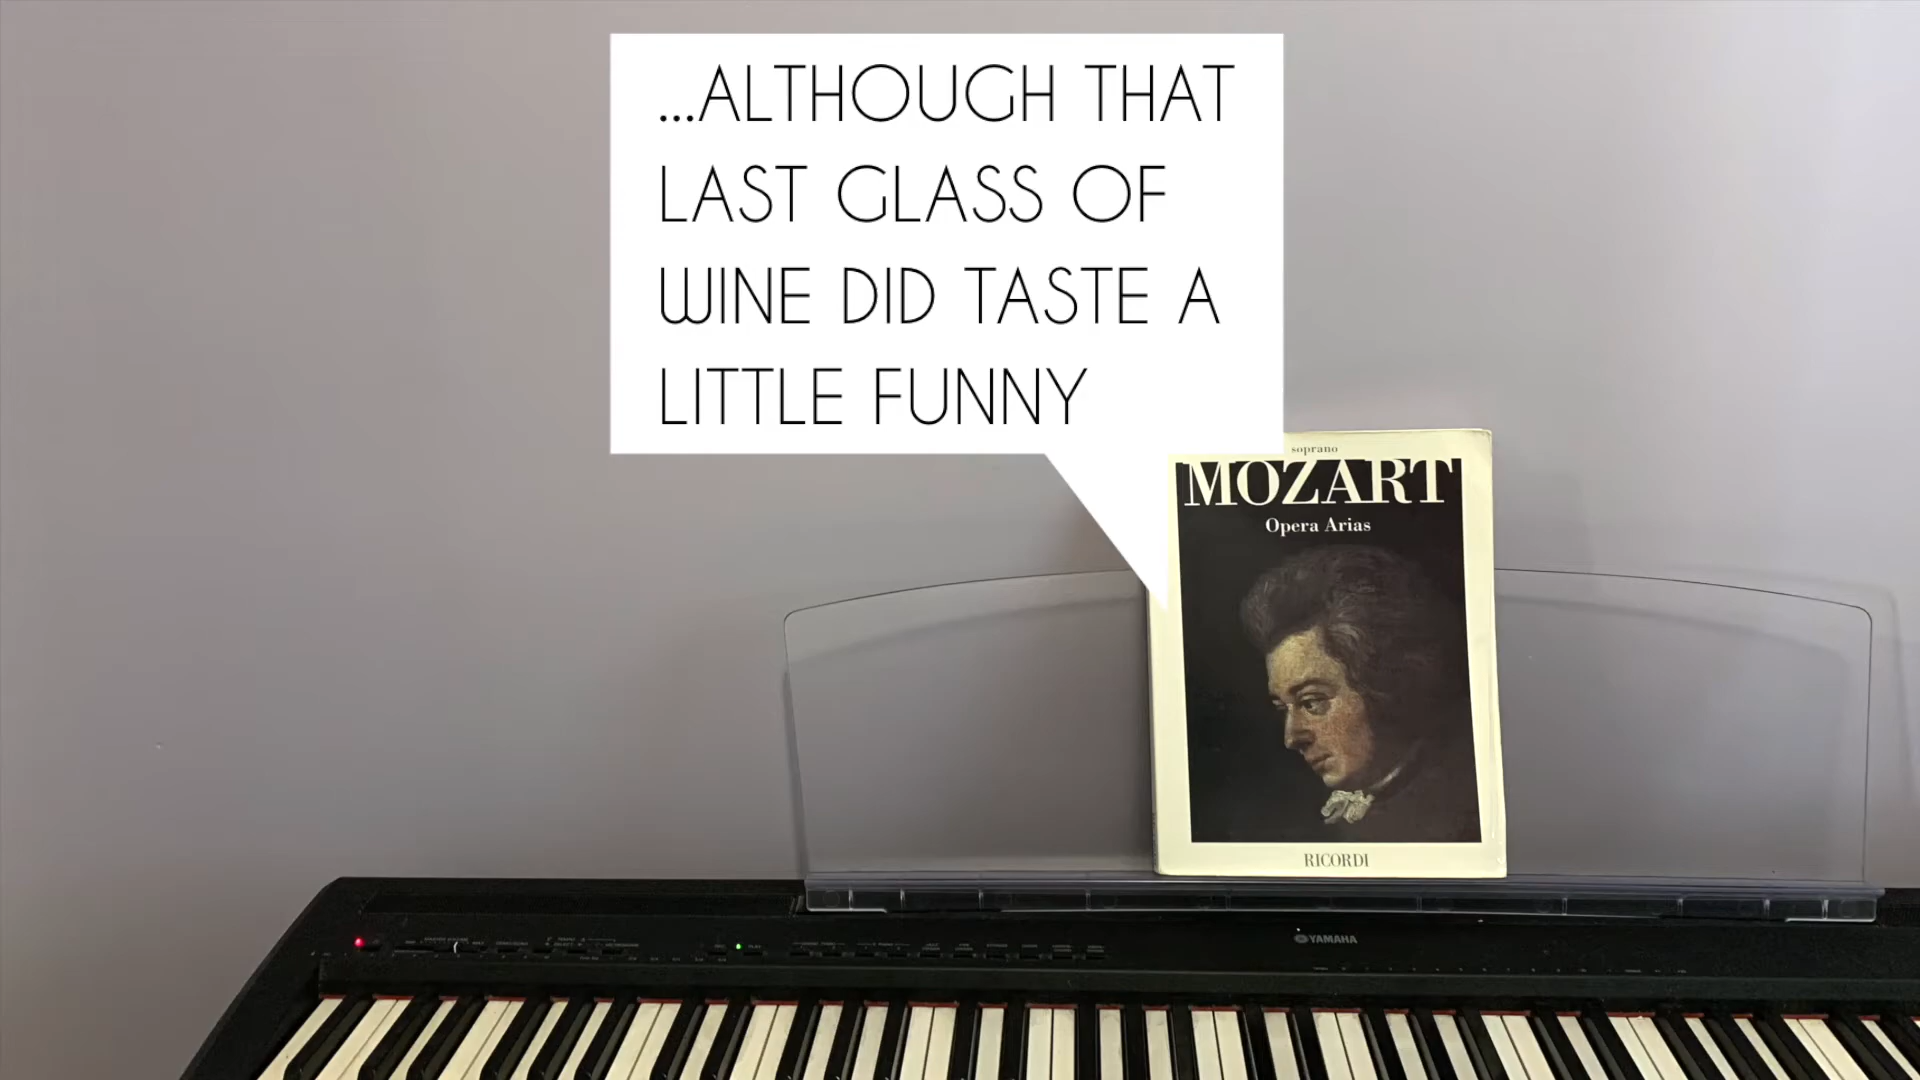 ...ALTHOUGH THAT
LAST GLASS OF
WINE DID TASTE A
LITTLE FUNNY
soprano
MOZART
Opera Arias
RICORDI
YAMAHA